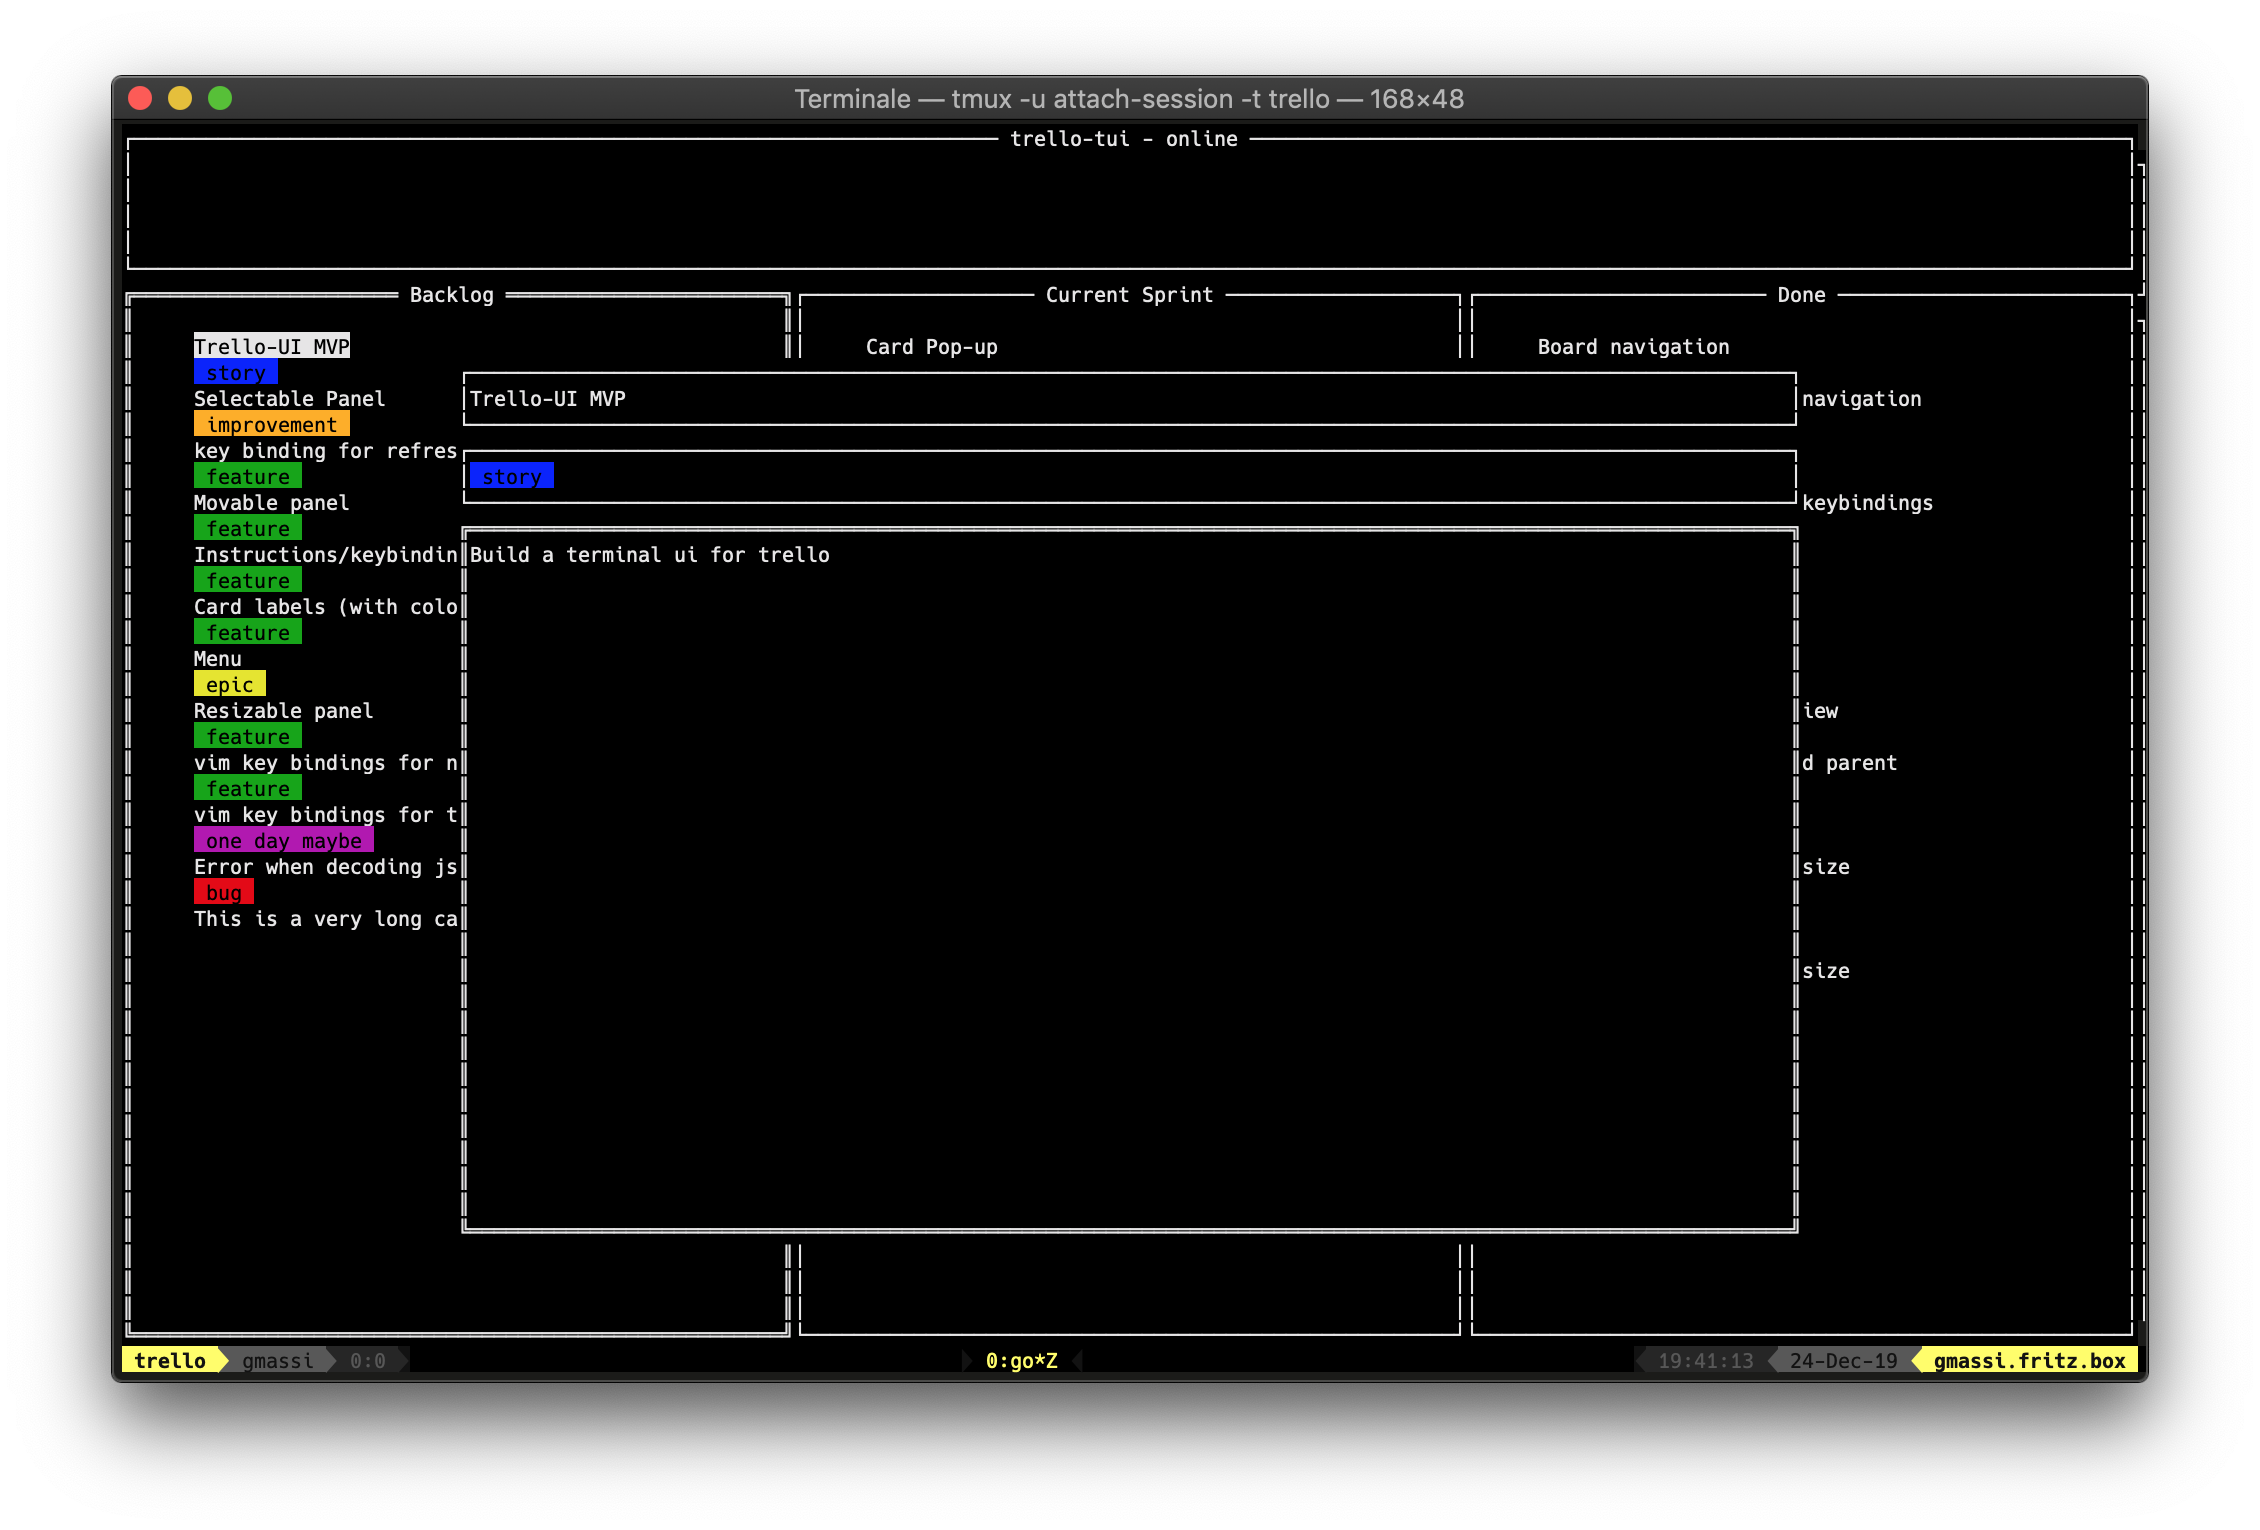 Terminale — tmux -u attach-session -t trello — 168×48
trello-tui - online
Backlog
Current Sprint
Done
Trello-UI MVP
story
Selectable Panel
improvement
key binding for refres
feature
Movable panel
feature
Instructions/keybindin
feature
Card labels (with colo
feature
Menu
epic
Resizable panel
feature
vim key bindings for n
feature
vim key bindings for t
one day maybe
Error when decoding js
bug
This is a very long ca
Card Pop-up
Trello-UI MVP
story
Build a terminal ui for trello
Board navigation
navigation
keybindings
iew
d parent
size
size
trello gmassi 0:0 0:go*Z 19:41:13 24-Dec-19 gmassi.fritz.box